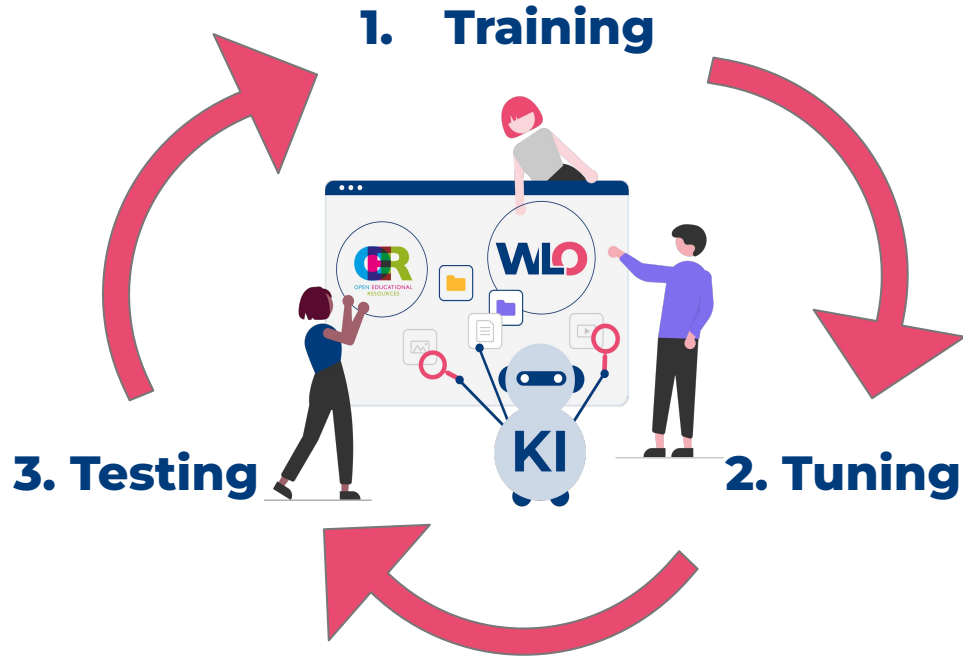 1. Training
OER
OPEN EDUCATIONAL
RESOURCES
WLO
KI
3. Testing
2. Tuning